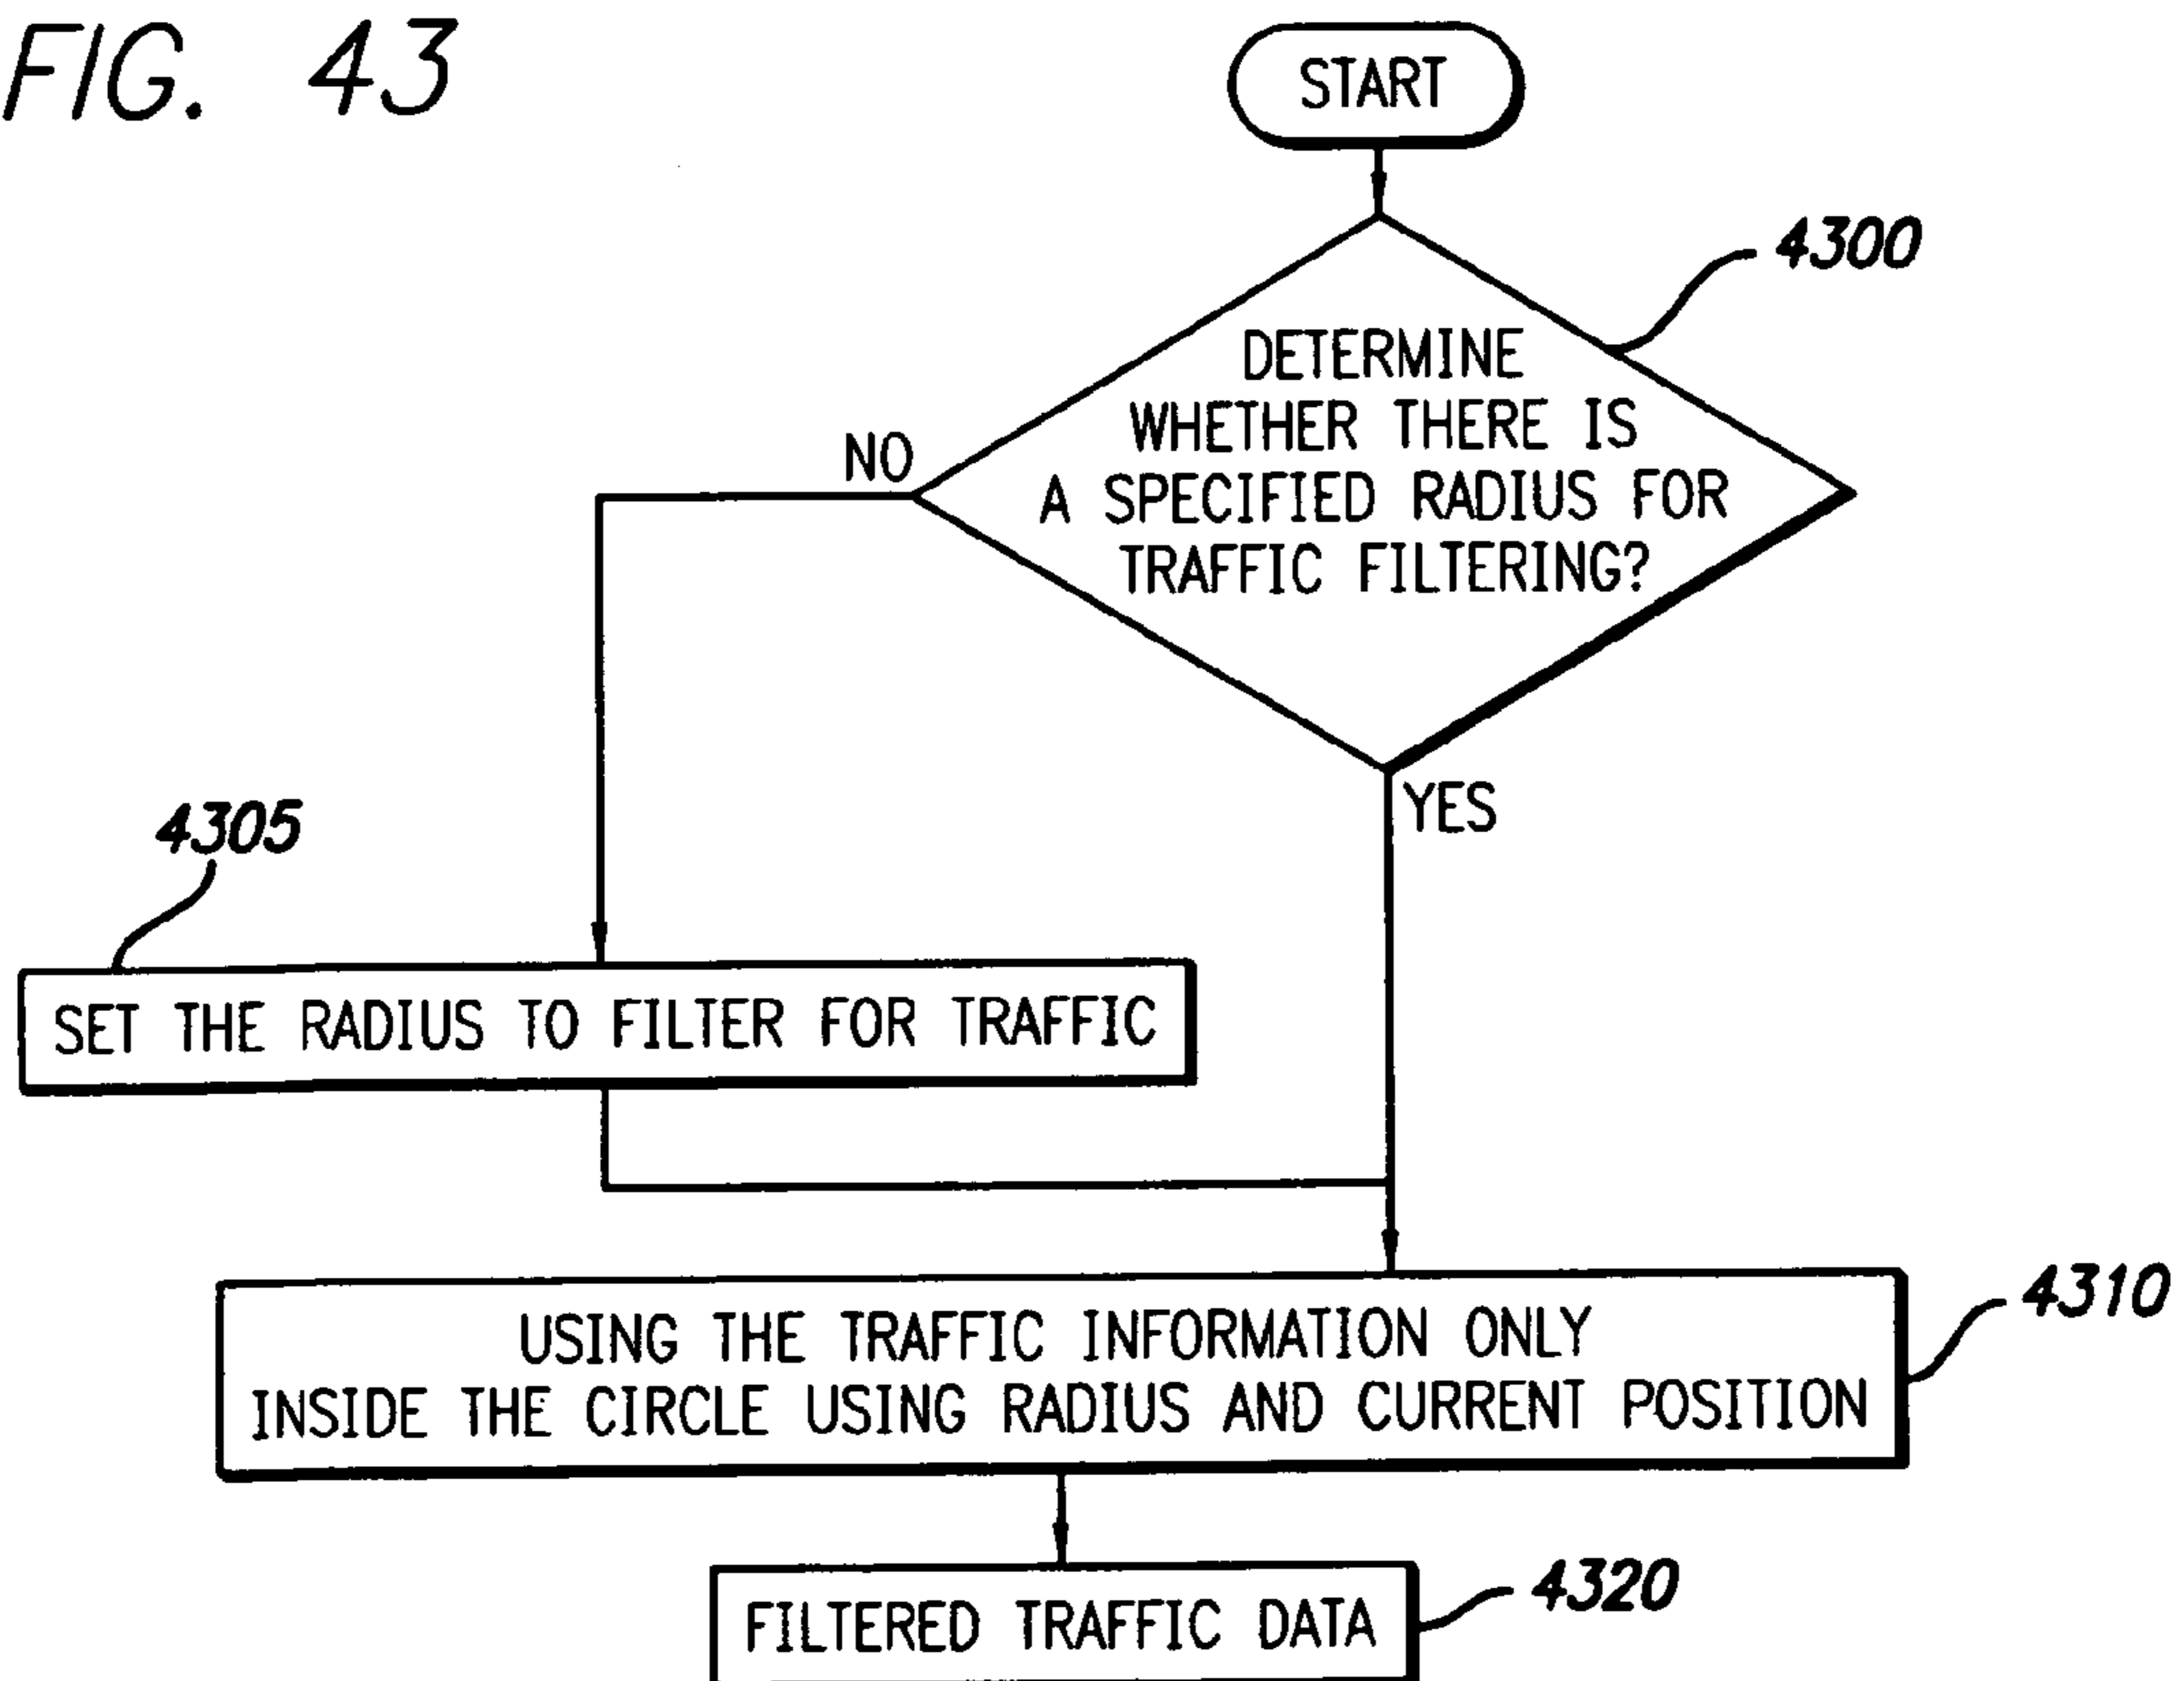 FIG. 43
START
4300
DETERMINE
WHETHER THERE IS
A SPECIFIED RADIUS FOR
TRAFFIC FILTERING?
NO
YES
4305
SET THE RADIUS TO FILTER FOR TRAFFIC
4310
USING THE TRAFFIC INFORMATION ONLY
INSIDE THE CIRCLE USING RADIUS AND CURRENT POSITION
4320
FILTERED TRAFFIC DATA